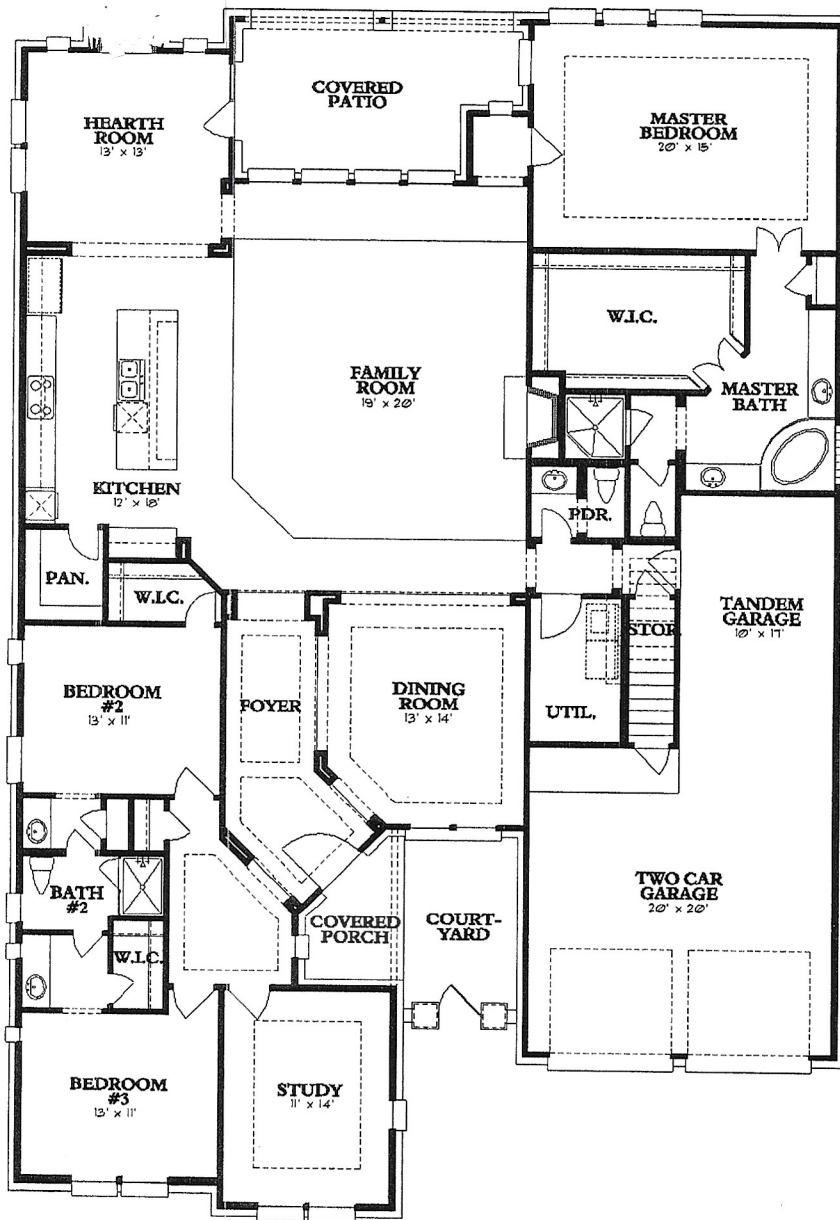 COVERED
PATIO
HEARTH
ROOM
13' x 13'
MASTER
BEDROOM
20' x 15'
W.I.C.
FAMILY
ROOM
19' x 20'
MASTER
BATH
KITCHEN
12' x 18'
PDR.
PAN.
W.I.C.
TANDEM
GARAGE
10' x 17'
STOR.
BEDROOM
#2
13' x 11'
FOYER
DINING
ROOM
13' x 14'
UTIL.
BATH
#2
TWO CAR
GARAGE
20' x 20'
COVERED
PORCH
COURT-
YARD
W.I.C.
BEDROOM
#3
13' x 11'
STUDY
11' x 14'